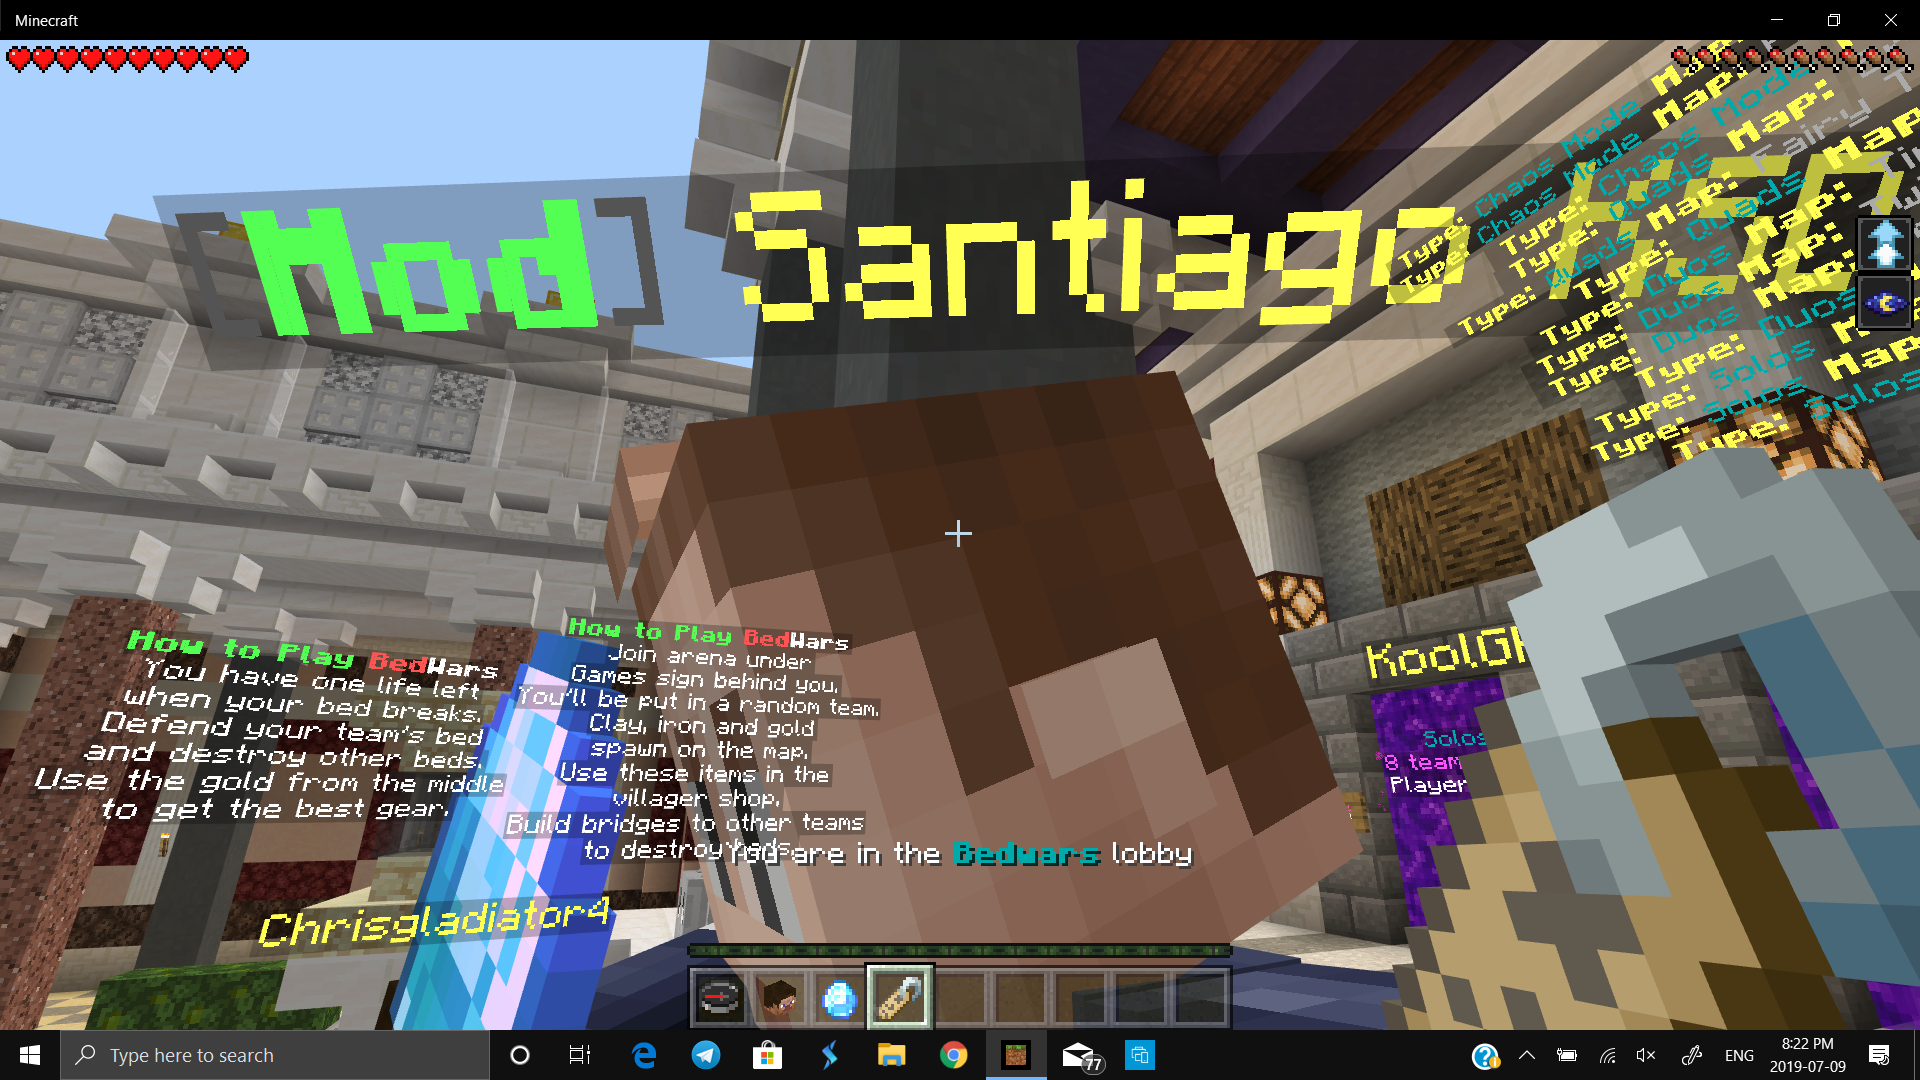 Minecraft
[Mod] Santiago
Type: Chaos Mode Map:
Type: Chaos Mode Map:
Type: Chaos Mode Map:
Type: Quads Map: Fairy
Type: Quads Map:
Type: Quads Map:
Type: Duos Map:
Type: Duos Map:
Type: Duos
Type: Duos
Type: Solos Map:
Type: Solos
Type: Solos
How to Play BedWars
You have one life left
when your bed breaks.
Defend your team's bed
and destroy other beds.
Use the gold from the middle
to get the best gear.
How to Play BedWars
Join arena under
Games sign behind you.
You'll be put in a random team.
Clay, iron and gold
spawn on the map.
Use these items in the
villager shop.
Build bridges to other teams
to destroy beds.
You are in the Bedwars lobby
Solos
8 team
Player
Chrisgladiator4
Type here to search
77
ENG
8:22 PM
2019-07-09